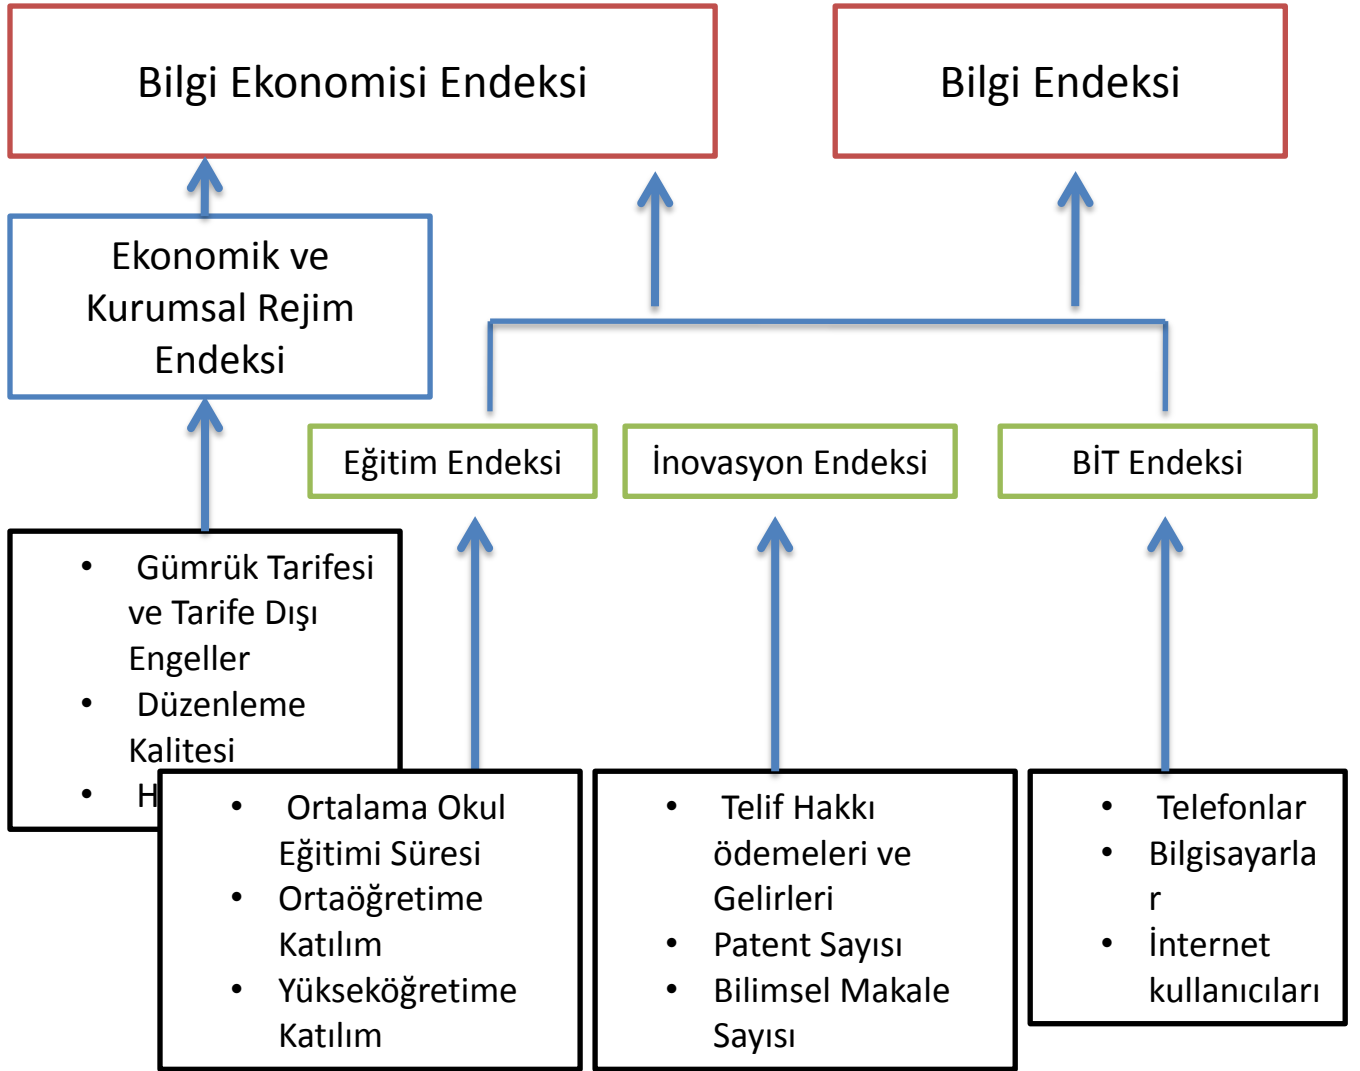 Bilgi Ekonomisi Endeksi
Bilgi Endeksi
Ekonomik ve
Kurumsal Rejim
Endeksi
Eğitim Endeksi
İnovasyon Endeksi
BİT Endeksi
• Gümrük Tarifesi
ve Tarife Dışı
Engeller
• Düzenleme
Kalitesi
•
• Ortalama Okul
Eğitimi Süresi
• Ortaöğretime
Katılım
• Yükseköğretime
Katılım
• Telif Hakkı
ödemeleri ve
Gelirleri
• Patent Sayısı
• Bilimsel Makale
Sayısı
• Telefonlar
• Bilgisayarla
r
• İnternet
kullanıcıları